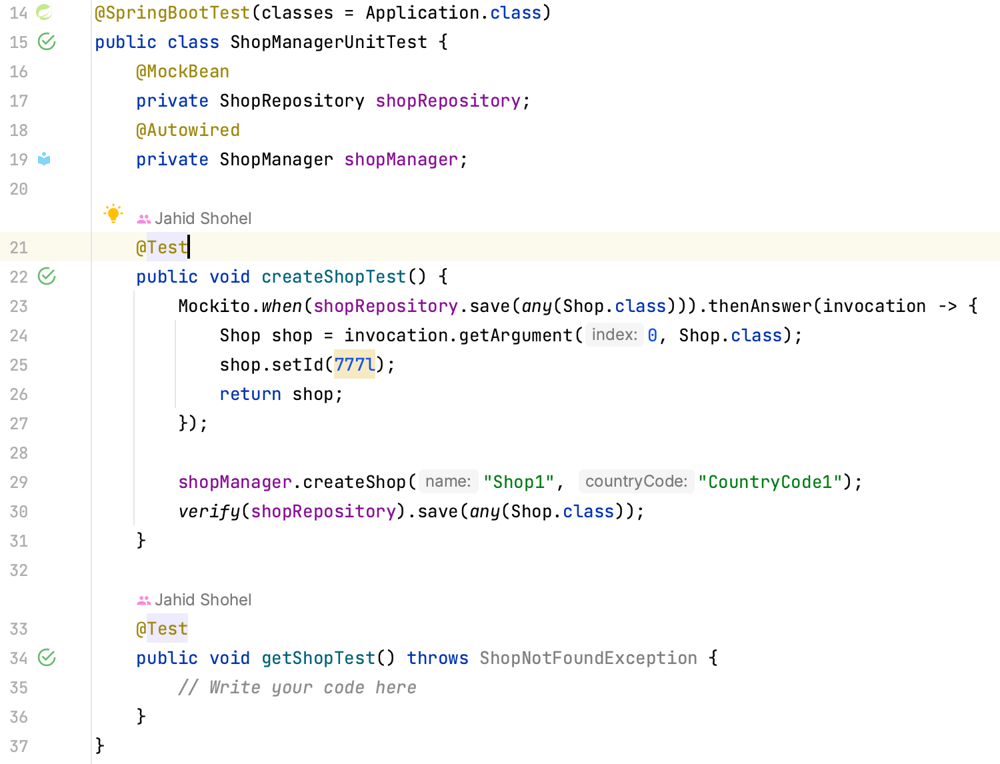 14 @SpringBootTest(classes = Application.class)
15 public class ShopManagerUnitTest {
16 @MockBean
17 private ShopRepository shopRepository;
18 @Autowired
19 private ShopManager shopManager;
20
Jahid Shohel
21 @Test
22 public void createShopTest() {
23 Mockito.when(shopRepository.save(any(Shop.class))).thenAnswer(invocation -> {
24 Shop shop = invocation.getArgument( index: 0, Shop.class);
25 shop.setId(777l);
26 return shop;
27 });
28
29 shopManager.createShop( name: "Shop1", countryCode: "CountryCode1");
30 verify(shopRepository).save(any(Shop.class));
31 }
32
Jahid Shohel
33 @Test
34 public void getShopTest() throws ShopNotFoundException {
35 // Write your code here
36 }
37 }